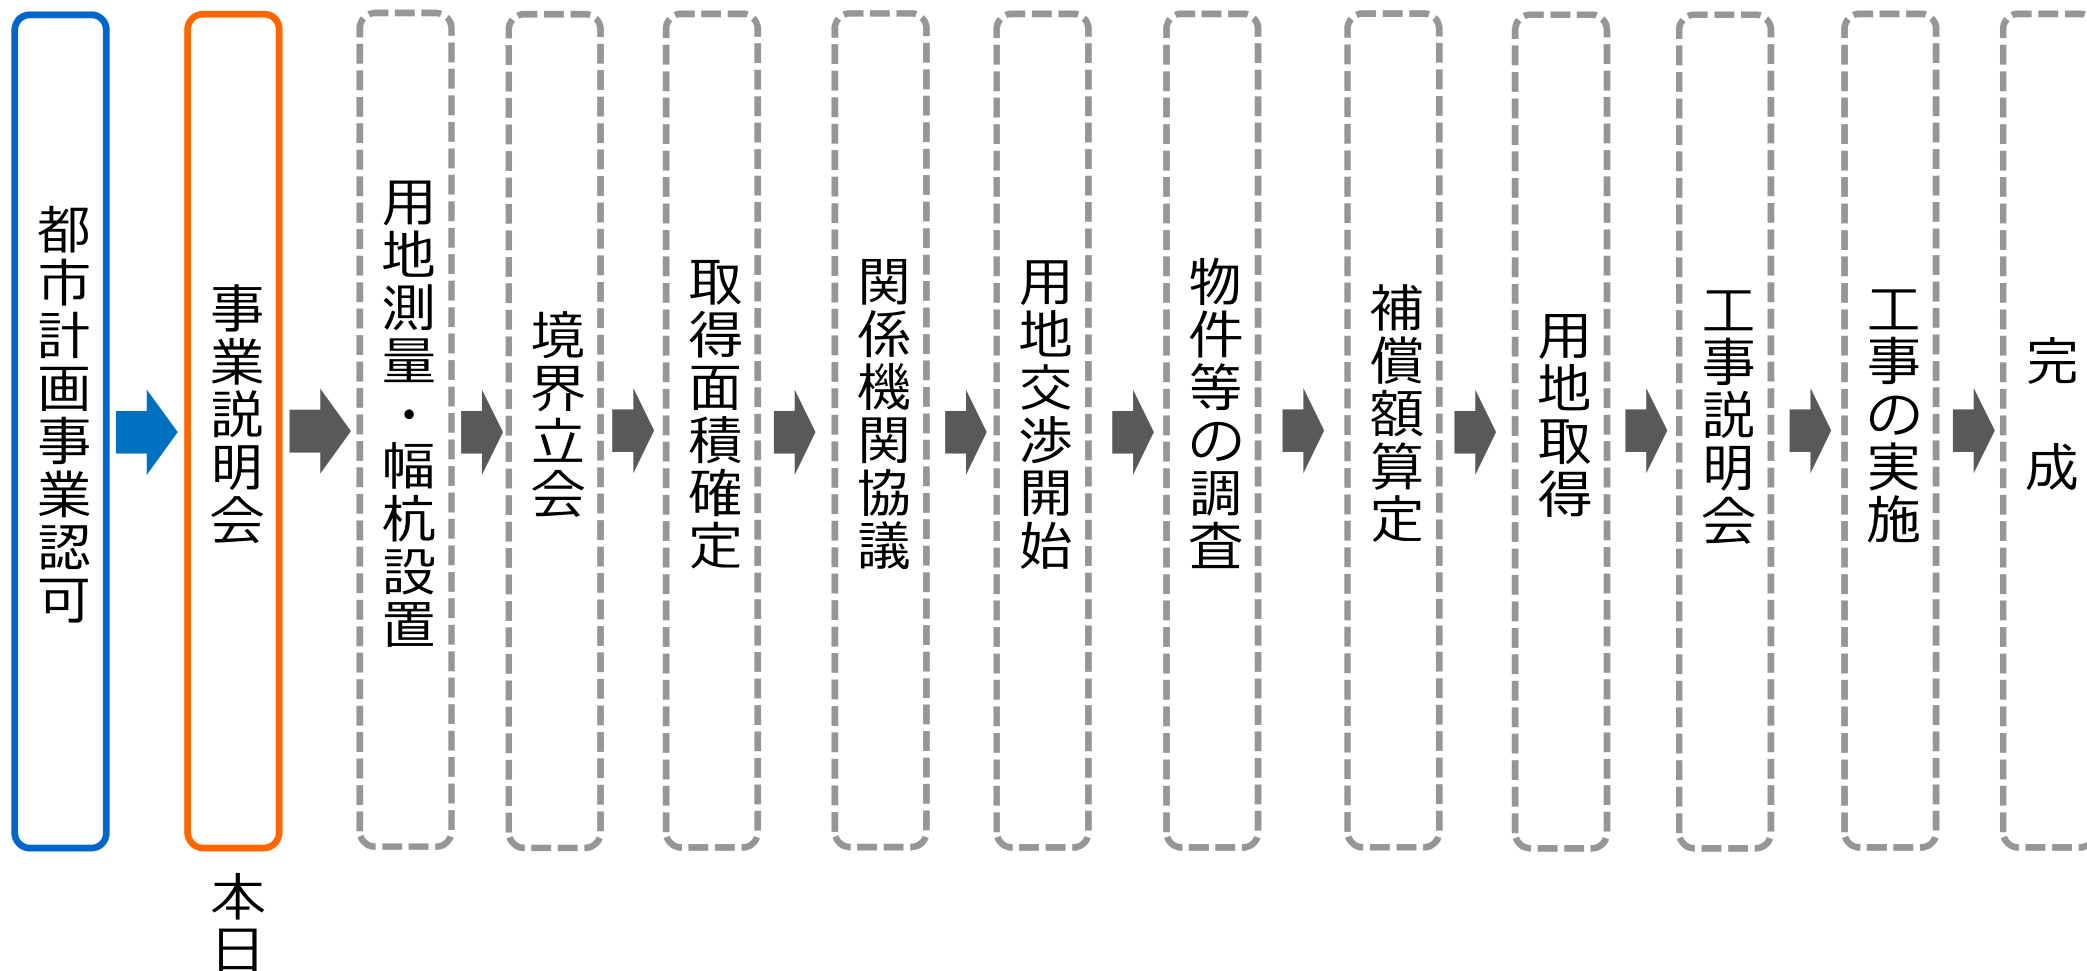 都市計画事業認可
事業説明会
用地測量・幅杭設置
境界立会
取得面積確定
関係機関協議
用地交渉開始
物件等の調査
補償額算定
用地取得
工事説明会
工事の実施
完　成
本日